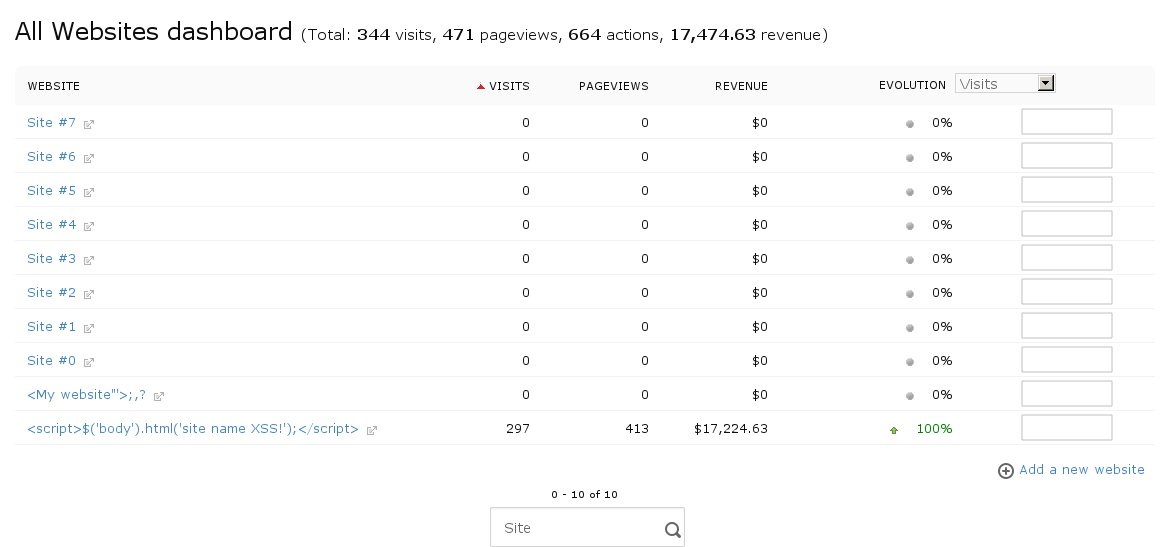 All Websites dashboard (Total: 344 visits, 471 pageviews, 664 actions, 17,474.63 revenue)
WEBSITE VISITS PAGEVIEWS REVENUE EVOLUTION Visits
Site #7 0 0 $0 0%
Site #6 0 0 $0 0%
Site #5 0 0 $0 0%
Site #4 0 0 $0 0%
Site #3 0 0 $0 0%
Site #2 0 0 $0 0%
Site #1 0 0 $0 0%
Site #0 0 0 $0 0%
<My website"'>;,? 0 0 $0 0%
<script>$('body').html('site name XSS!');</script> 297 413 $17,224.63 100%
Add a new website
0 - 10 of 10
Site